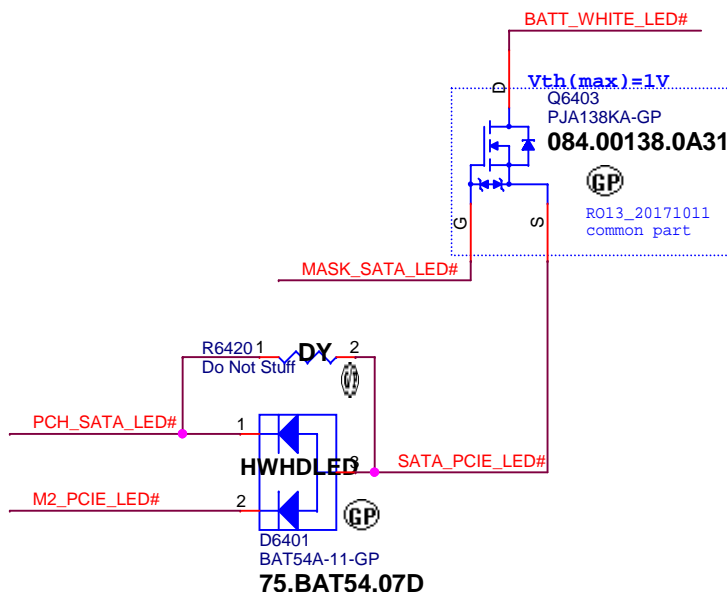 BATT_WHITE_LED#
Vth(max)=1V
D
Q6403
PJA138KA-GP
084.00138.0A31
GP
RO13_20171011
common part
G
S
MASK_SATA_LED#
R6420
1
DY
2
Do Not Stuff
GP
PCH_SATA_LED#
1
HWHDLED
3
SATA_PCIE_LED#
M2_PCIE_LED#
2
GP
D6401
BAT54A-11-GP
75.BAT54.07D